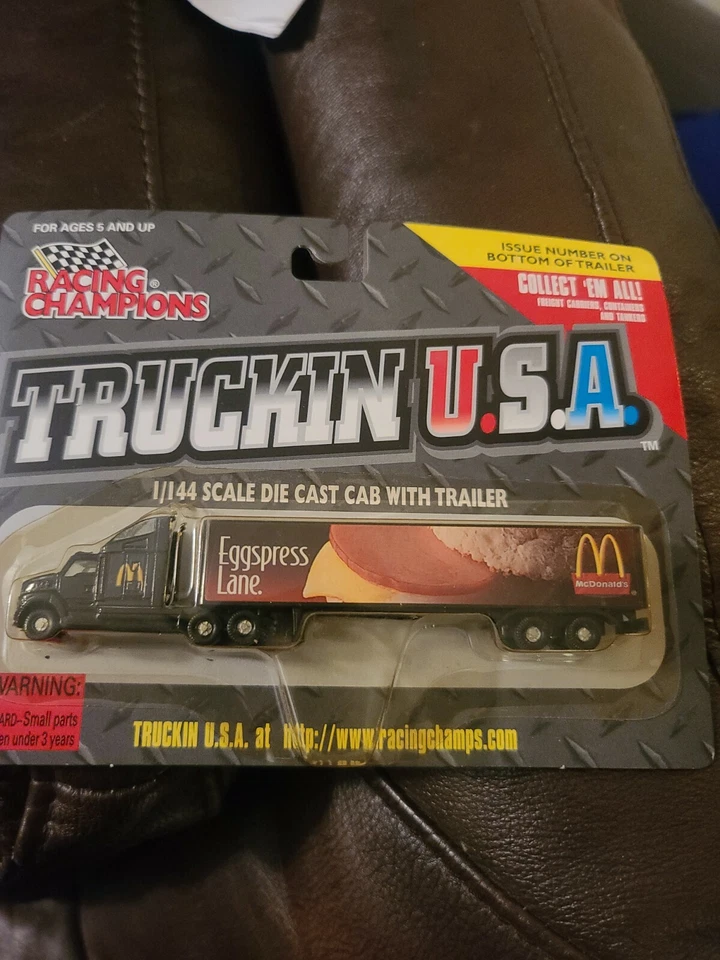 FOR AGES 5 AND UP
RACING®
CHAMPIONS
ISSUE NUMBER ON
BOTTOM OF TRAILER
COLLECT 'EM ALL!
FREIGHT CARRIERS, CONTAINERS
AND TANKERS
TRUCKIN U.S.A.
TM
1/144 SCALE DIE CAST CAB WITH TRAILER
Eggspress
Lane.
McDonald's
WARNING:
ARD-Small parts
en under 3 years
TRUCKIN U.S.A. at http://www.racingchamps.com